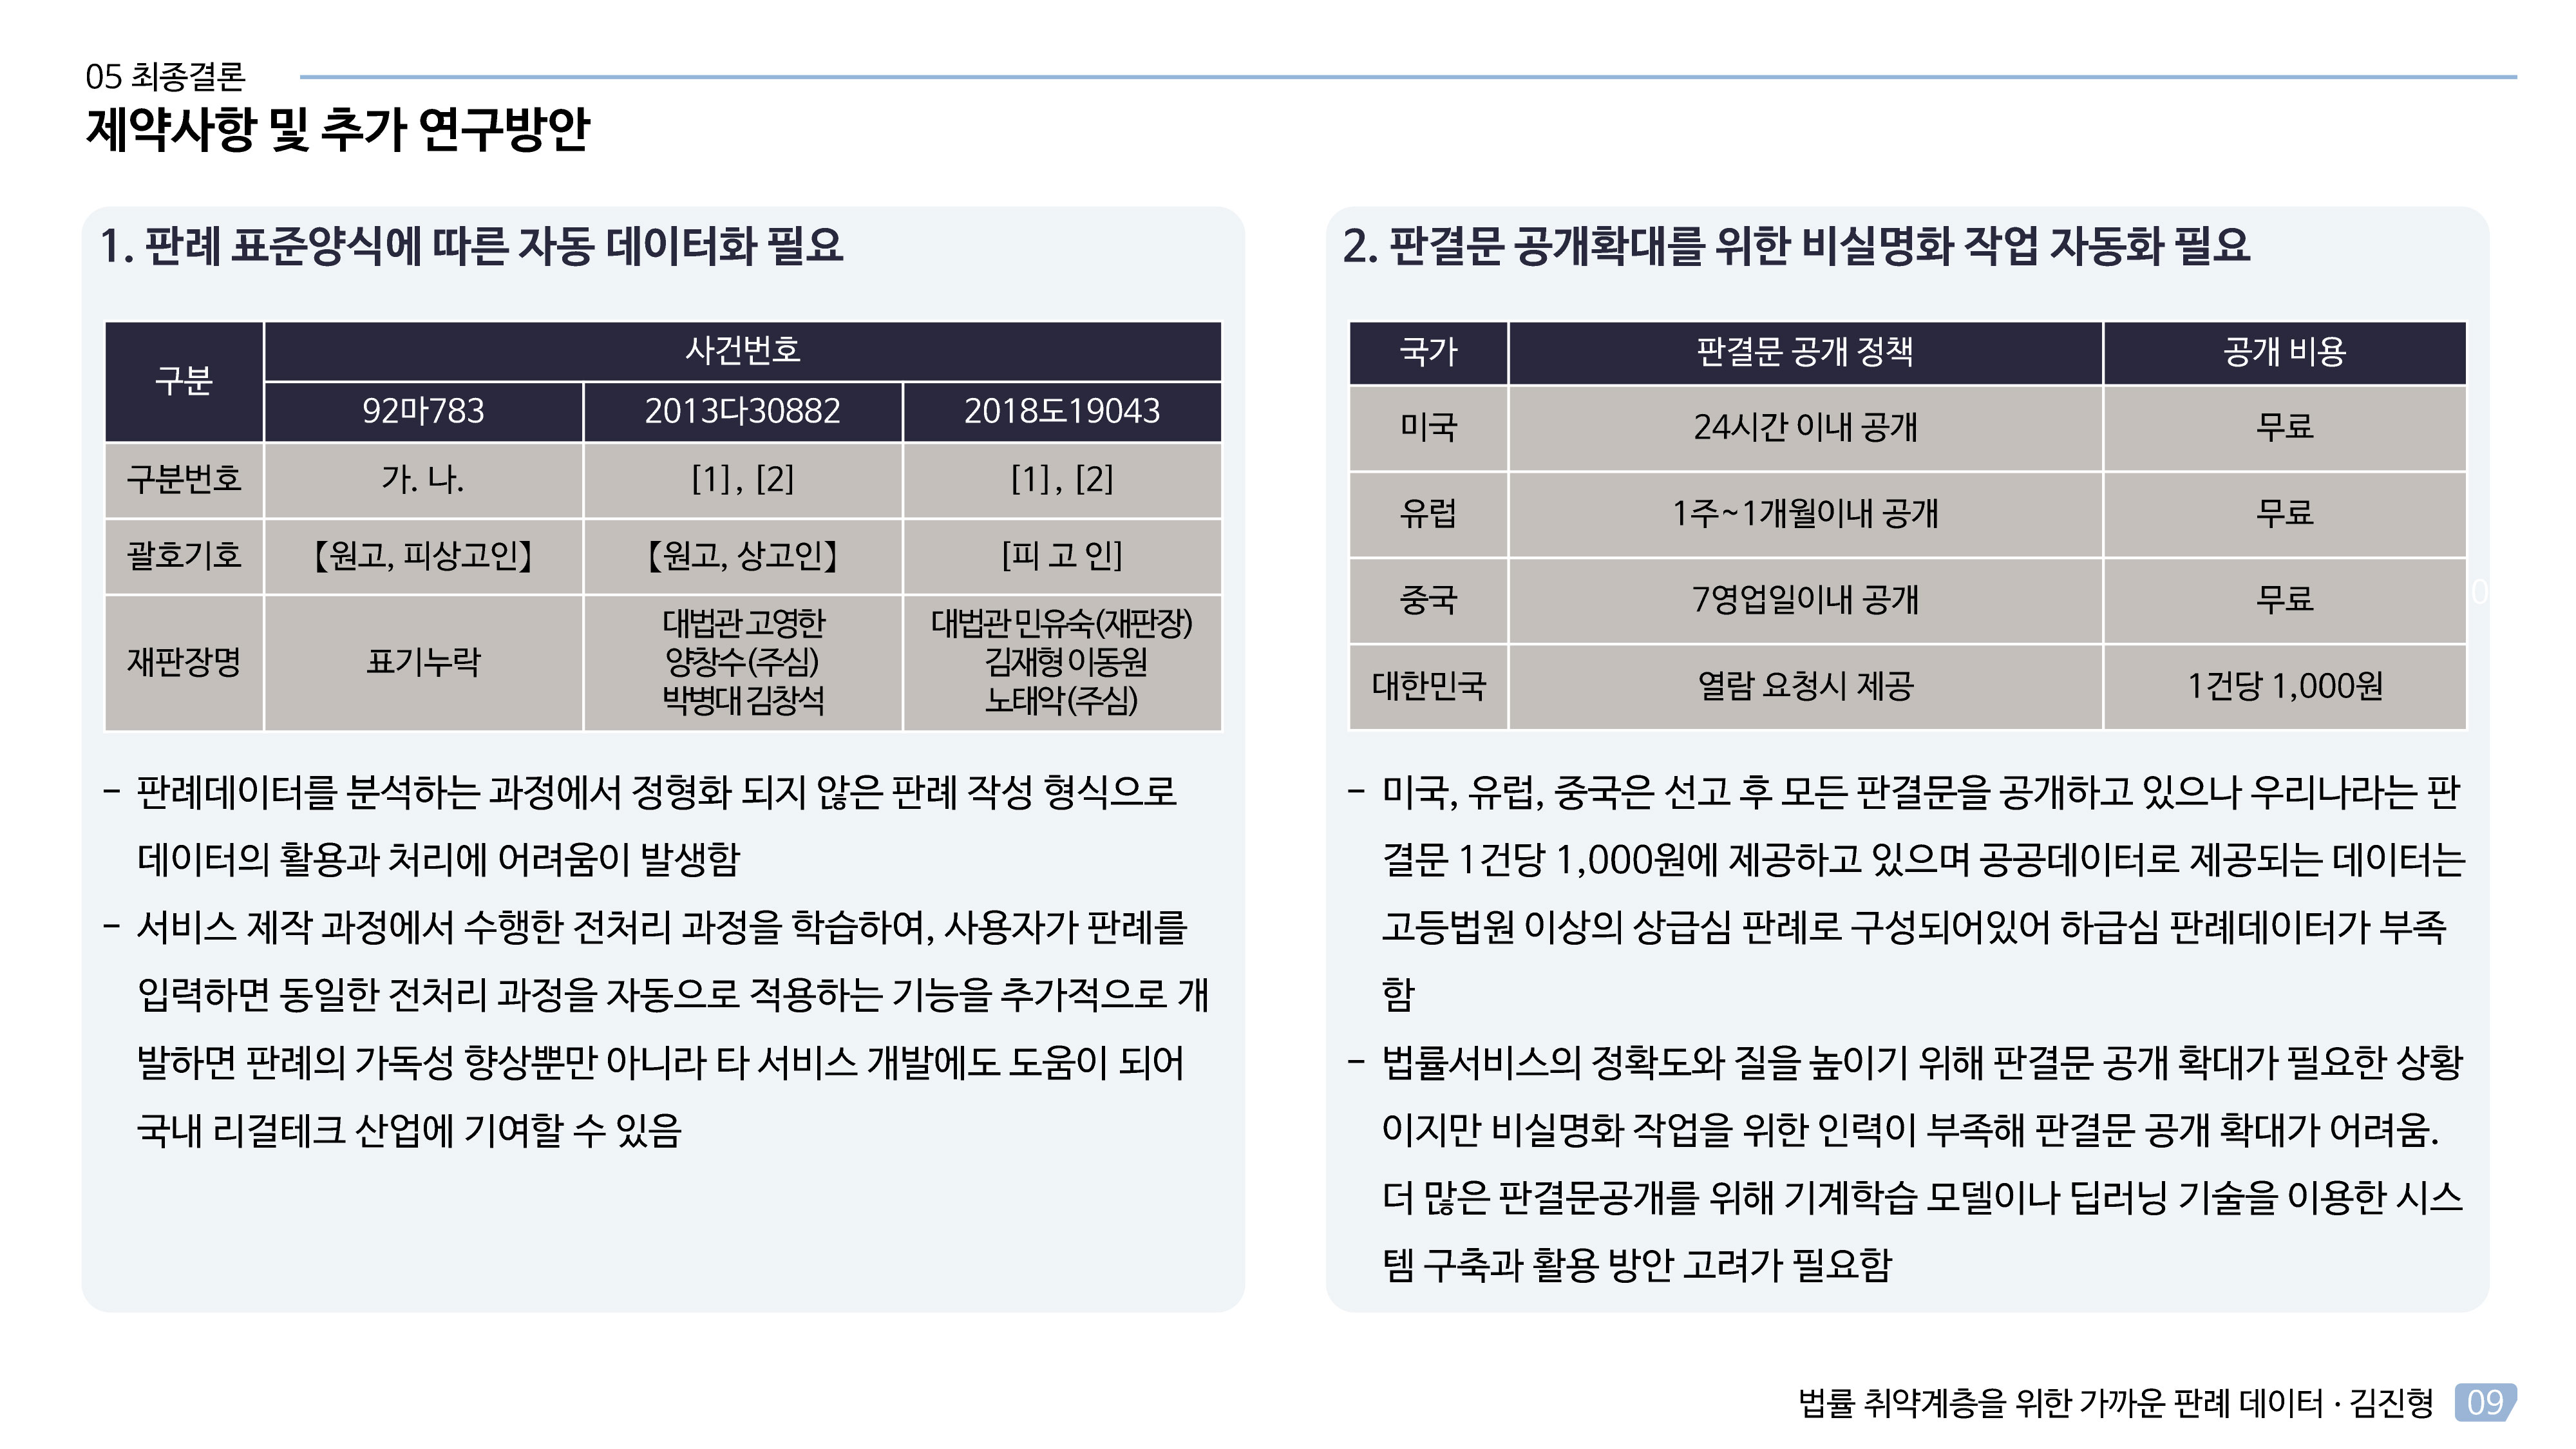 05 최종결론
제약사항 및 추가 연구방안
1. 판례 표준양식에 따른 자동 데이터화 필요
구분 사건번호
92마783 2013다30882 2018도19043
구분번호 가. 나. [1], [2] [1], [2]
괄호기호 【원고, 피상고인】 【원고, 상고인】 [피 고 인]
재판장명 표기누락 대법관 고영한 양창수(주심) 박병대 김창석 대법관 민유숙(재판장) 김재형 이동원 노태악(주심)
- 판례데이터를 분석하는 과정에서 정형화 되지 않은 판례 작성 형식으로
데이터의 활용과 처리에 어려움이 발생함
- 서비스 제작 과정에서 수행한 전처리 과정을 학습하여, 사용자가 판례를
입력하면 동일한 전처리 과정을 자동으로 적용하는 기능을 추가적으로 개
발하면 판례의 가독성 향상뿐만 아니라 타 서비스 개발에도 도움이 되어
국내 리걸테크 산업에 기여할 수 있음
2. 판결문 공개확대를 위한 비실명화 작업 자동화 필요
국가 판결문 공개 정책 공개 비용
미국 24시간 이내 공개 무료
유럽 1주~1개월이내 공개 무료
중국 7영업일이내 공개 무료
0
대한민국 열람 요청시 제공 1건당 1,000원
- 미국, 유럽, 중국은 선고 후 모든 판결문을 공개하고 있으나 우리나라는 판
결문 1건당 1,000원에 제공하고 있으며 공공데이터로 제공되는 데이터는
고등법원 이상의 상급심 판례로 구성되어있어 하급심 판례데이터가 부족
함
- 법률서비스의 정확도와 질을 높이기 위해 판결문 공개 확대가 필요한 상황
이지만 비실명화 작업을 위한 인력이 부족해 판결문 공개 확대가 어려움.
더 많은 판결문공개를 위해 기계학습 모델이나 딥러닝 기술을 이용한 시스
템 구축과 활용 방안 고려가 필요함
법률 취약계층을 위한 가까운 판례 데이터 · 김진형 09